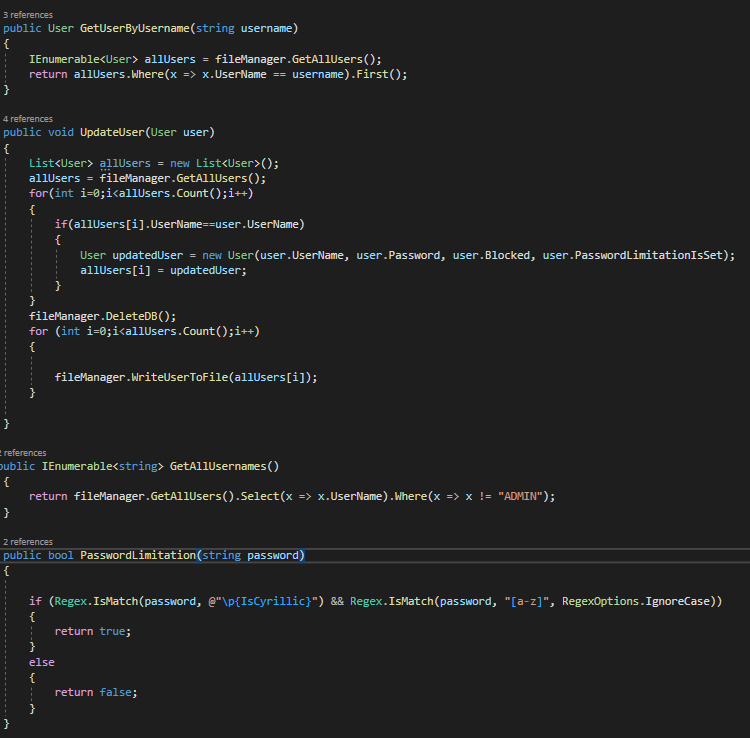 3 references
public User GetUserByUsername(string username)
{
IEnumerable<User> allUsers = fileManager.GetAllUsers();
return allUsers.Where(x => x.UserName == username).First();
}
4 references
public void UpdateUser(User user)
{
List<User> allUsers = new List<User>();
allUsers = fileManager.GetAllUsers();
for(int i=0;i<allUsers.Count();i++)
{
if(allUsers[i].UserName==user.UserName)
{
User updatedUser = new User(user.UserName, user.Password, user.Blocked, user.PasswordLimitationIsSet);
allUsers[i] = updatedUser;
}
}
fileManager.DeleteDB();
for (int i=0;i<allUsers.Count();i++)
{
fileManager.WriteUserToFile(allUsers[i]);
}
}
2 references
public IEnumerable<string> GetAllUsernames()
{
return fileManager.GetAllUsers().Select(x => x.UserName).Where(x => x != "ADMIN");
}
2 references
public bool PasswordLimitation(string password)
{
if (Regex.IsMatch(password, @"\p{IsCyrillic}") && Regex.IsMatch(password, "[a-z]", RegexOptions.IgnoreCase))
{
return true;
}
else
{
return false;
}
}